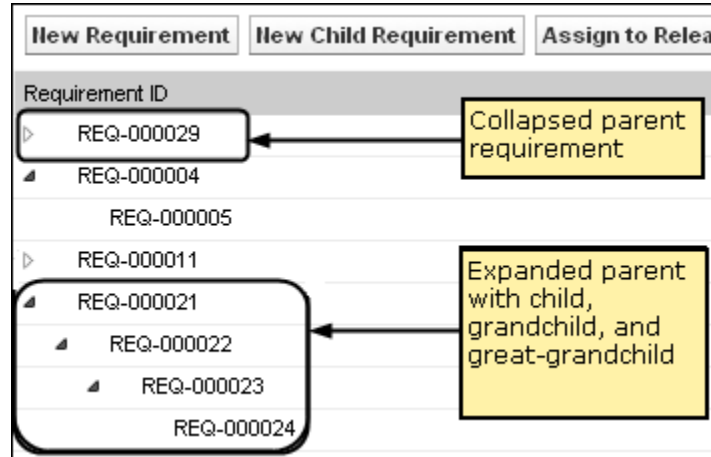 New Requirement New Child Requirement Assign to Relea
Requirement ID
REQ-000029
Collapsed parent
requirement
REQ-000004
REQ-000005
REQ-000011
REQ-000021
REQ-000022
REQ-000023
REQ-000024
Expanded parent
with child,
grandchild, and
great-grandchild